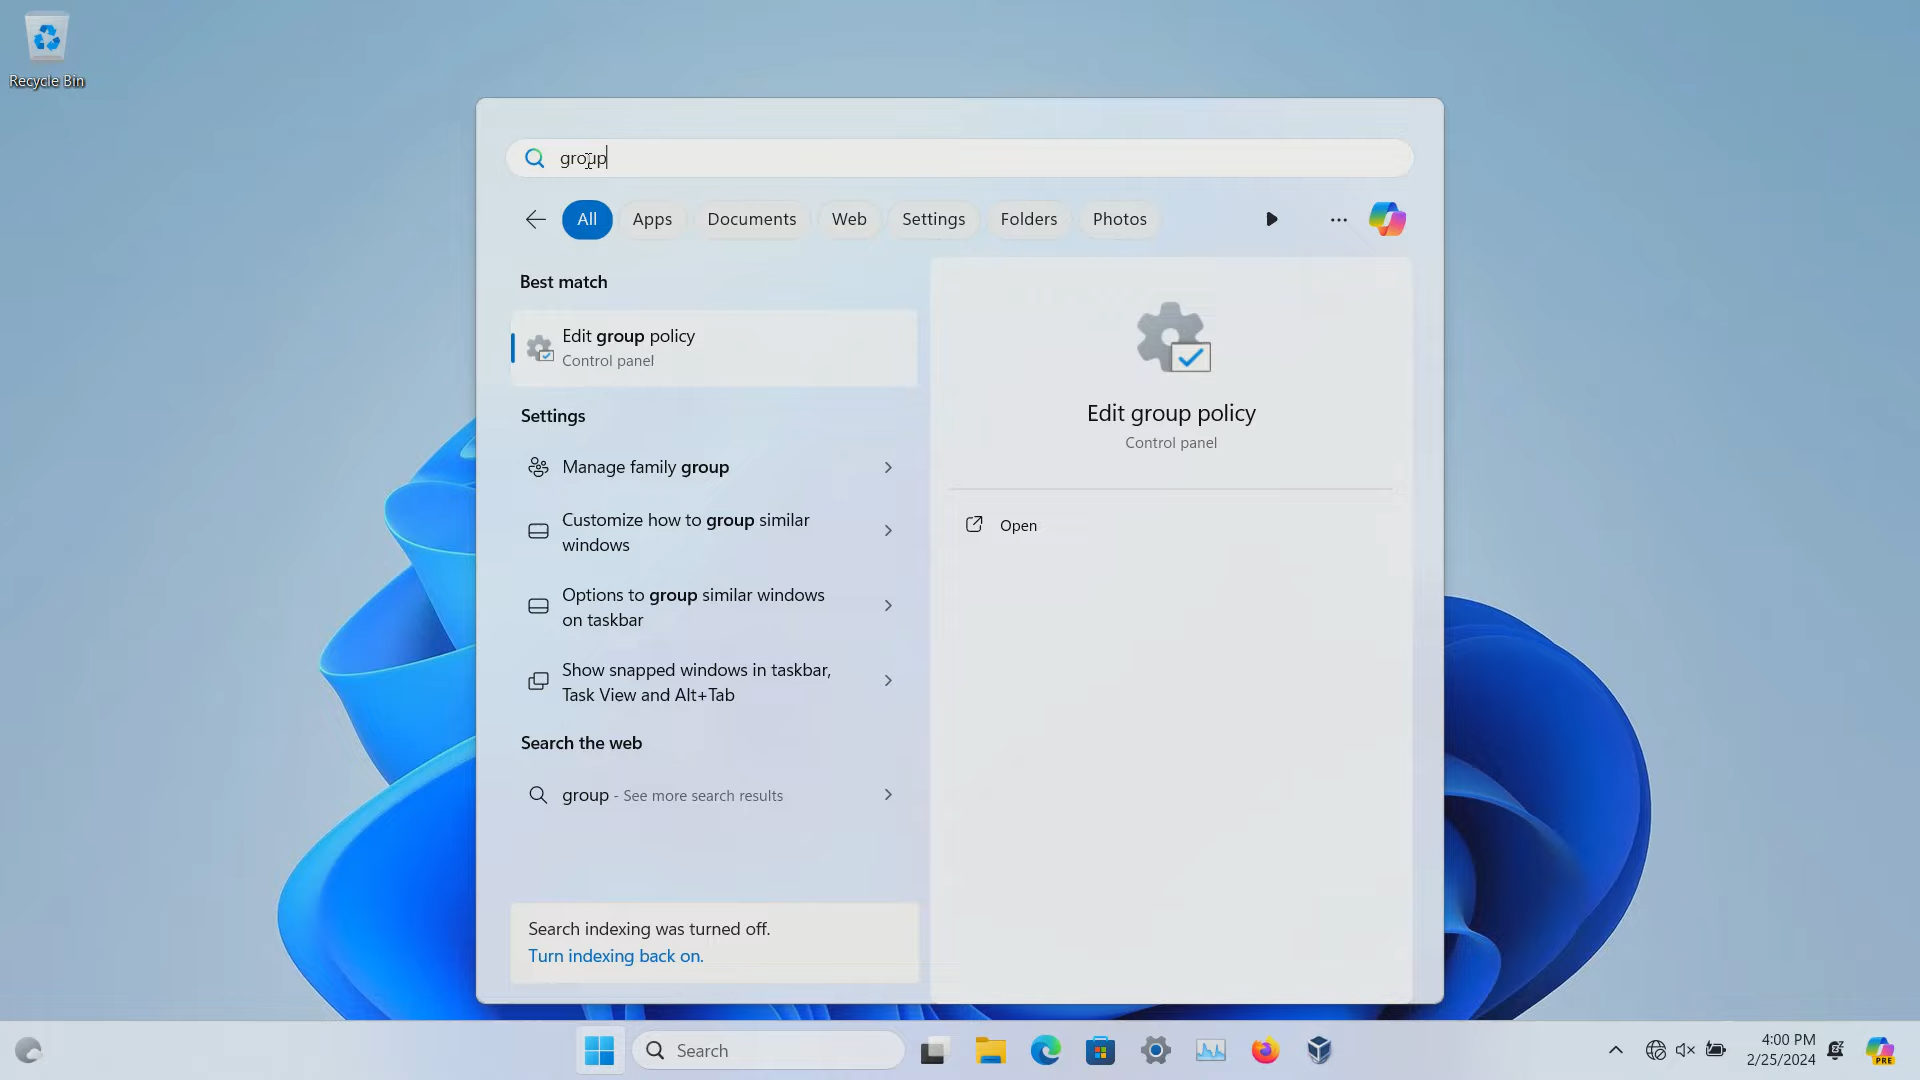 Recycle Bin
group
All
Apps
Documents
Web
Settings
Folders
Photos
Best match
Edit group policy
Control panel
Settings
Manage family group
Customize how to group similar
windows
Options to group similar windows
on taskbar
Show snapped windows in taskbar,
Task View and Alt+Tab
Search the web
group - See more search results
Search indexing was turned off.
Turn indexing back on.
Edit group policy
Control panel
Open
Search
4:00 PM
2/25/2024
PRE